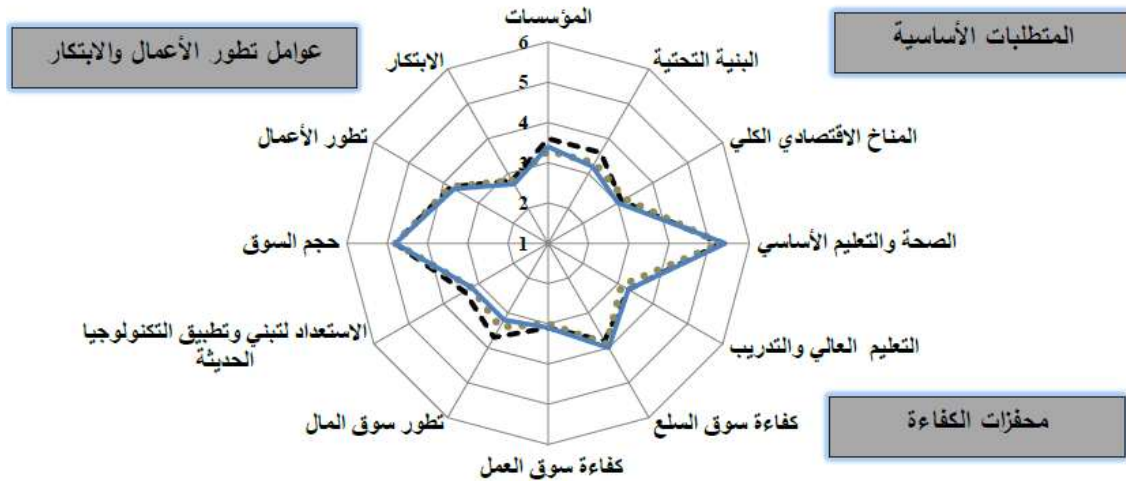 المؤسسات
المتطلبات الأساسية
عوامل تطور الأعمال والابتكار
البنية التحتية
الابتكار
المناخ الاقتصادي الكلي
تطور الأعمال
الصحة والتعليم الأساسي
حجم السوق
التعليم العالي والتدريب
الاستعداد لتبني وتطبيق التكنولوجيا
الحديثة
محفزات الكفاءة
كفاءة سوق السلع
تطور سوق المال
كفاءة سوق العمل
6
5
4
3
2
1